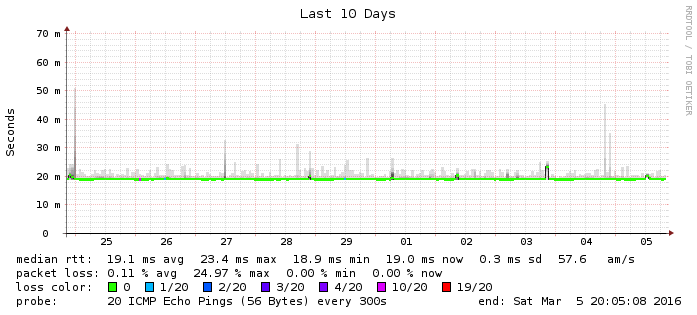 Last 10 Days
RRDTOOL / TOBI OETIKER
Seconds
70 m
60 m
50 m
40 m
30 m
20 m
10 m
0
25 26 27 28 29 01 02 03 04 05
median rtt: 19.1 ms avg 23.4 ms max 18.9 ms min 19.0 ms now 0.3 ms sd 57.6 am/s
packet loss: 0.11 % avg 24.97 % max 0.00 % min 0.00 % now
loss color: 0 1/20 2/20 3/20 4/20 10/20 19/20
probe: 20 ICMP Echo Pings (56 Bytes) every 300s end: Sat Mar 5 20:05:08 2016